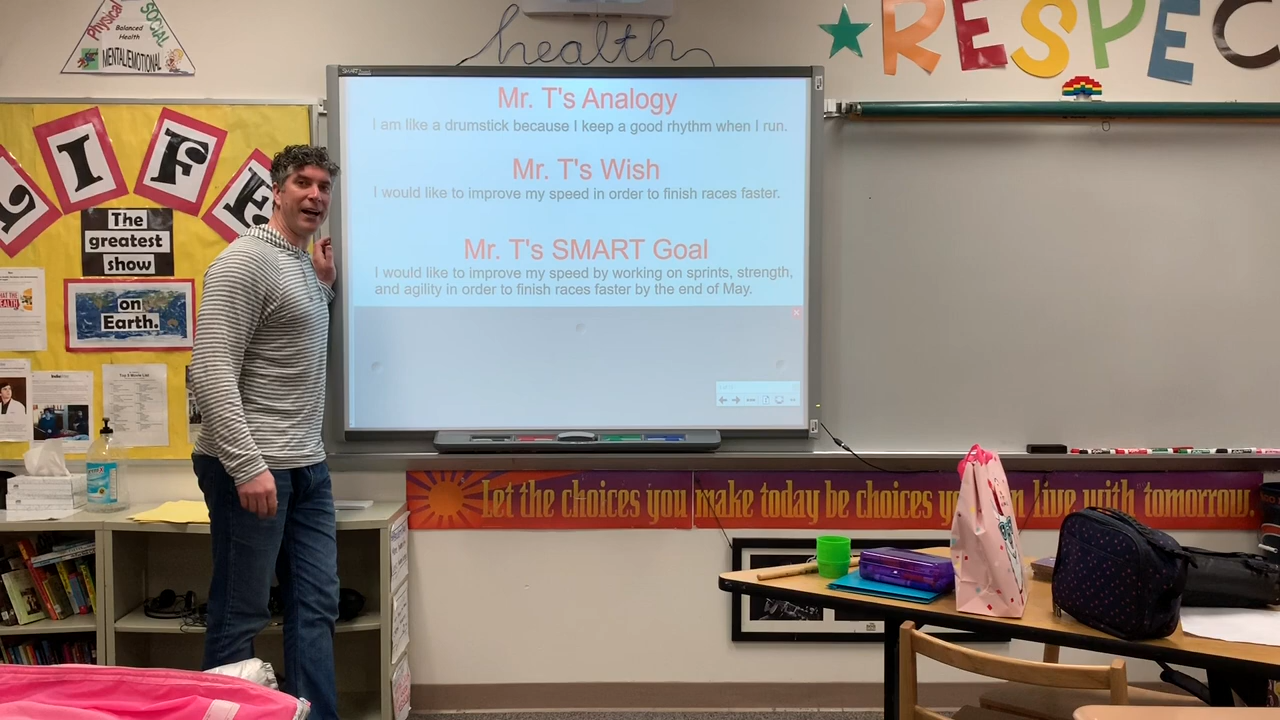 Physical
SOCIAL
Balanced
Health
MENTAL/EMOTIONAL
health
RESPEC
SMART
LIFE
The
greatest
show
on
Earth.
Mr. T's Analogy
I am like a drumstick because I keep a good rhythm when I run.
Mr. T's Wish
I would like to improve my speed in order to finish races faster.
Mr. T's SMART Goal
I would like to improve my speed by working on sprints, strength,
and agility in order to finish races faster by the end of May.
Let the choices you make today be choices you can live with tomorrow.